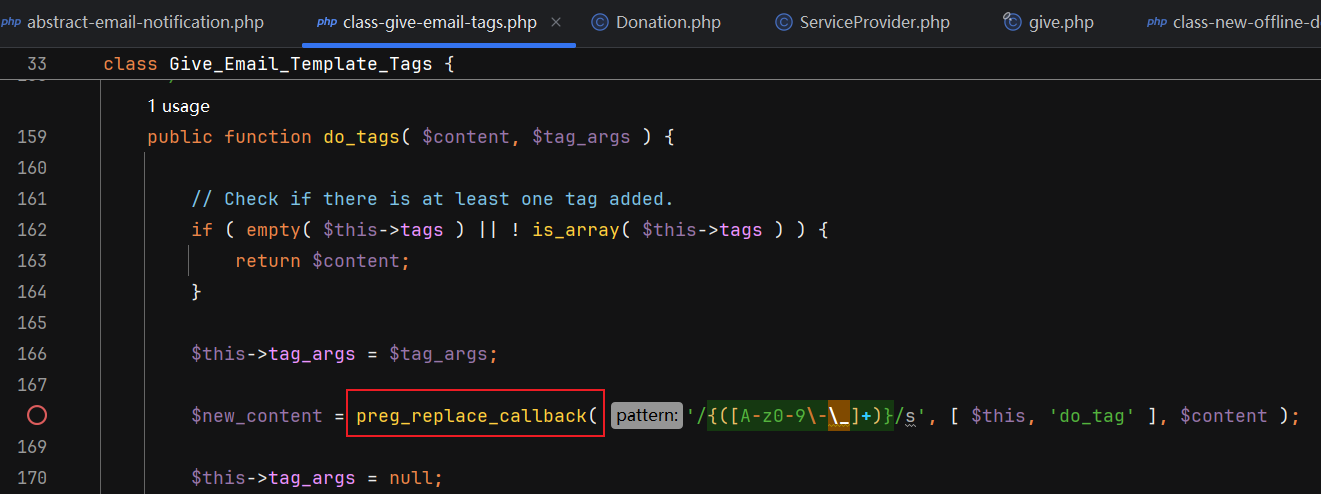 abstract-email-notification.php class-give-email-tags.php × Donation.php ServiceProvider.php give.php class-new-offline-d
33 class Give_Email_Template_Tags {
1 usage
159 public function do_tags( $content, $tag_args ) {
160
161 // Check if there is at least one tag added.
162 if ( empty( $this->tags ) || ! is_array( $this->tags ) ) {
163 return $content;
164 }
165
166 $this->tag_args = $tag_args;
167
$new_content = preg_replace_callback( pattern: '/{([A-z0-9\-\_]+)}/s', [ $this, 'do_tag' ], $content );
169
170 $this->tag_args = null;